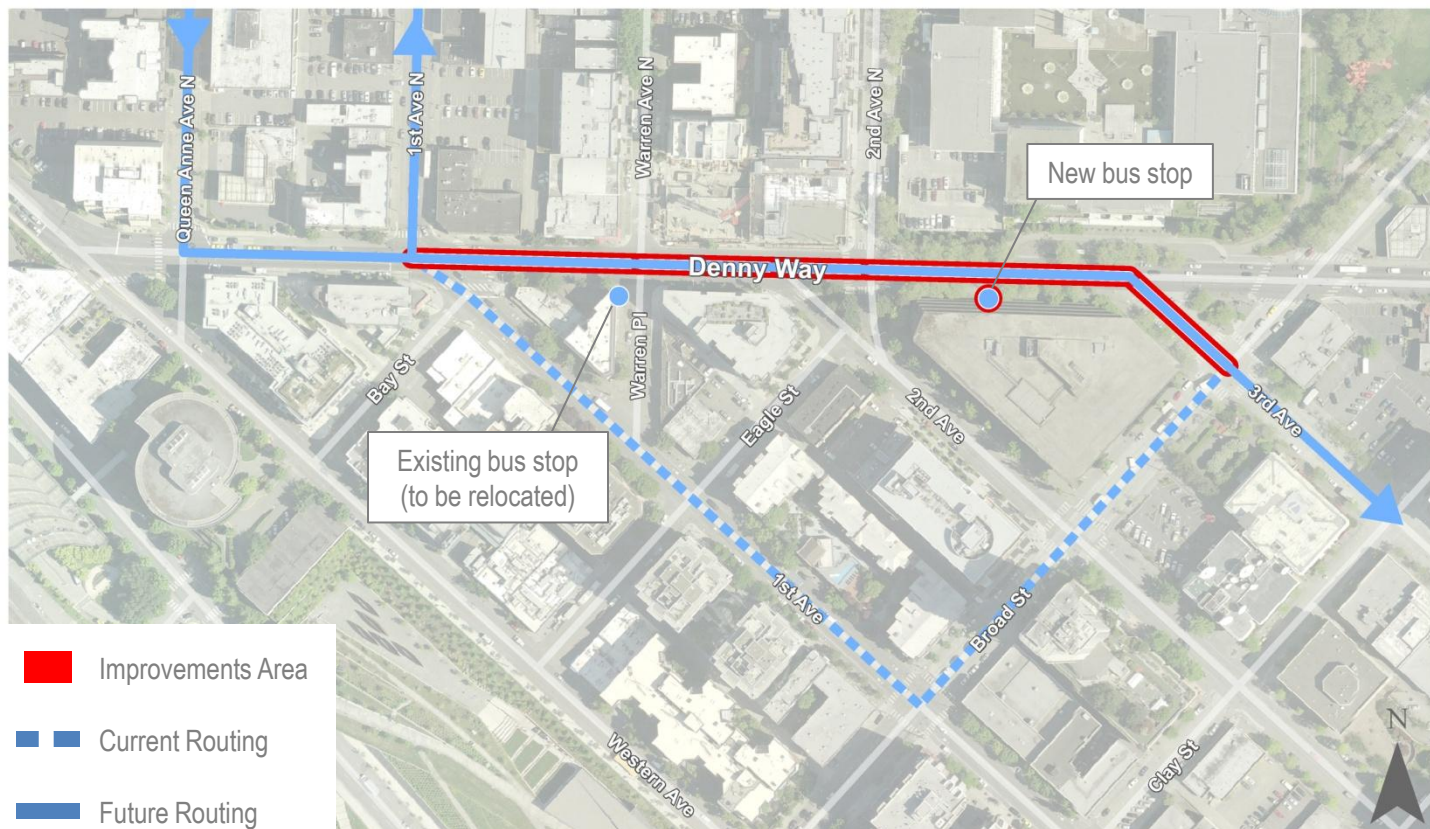 Queen Anne Ave N
1st Ave N
Warren Ave N
2nd Ave N
New bus stop
Denny Way
Warren Pl
Bay St
Eagle St
2nd Ave
3rd Ave
Existing bus stop
(to be relocated)
1st Ave
Broad St
Western Ave
Clay St
N
Improvements Area
Current Routing
Future Routing